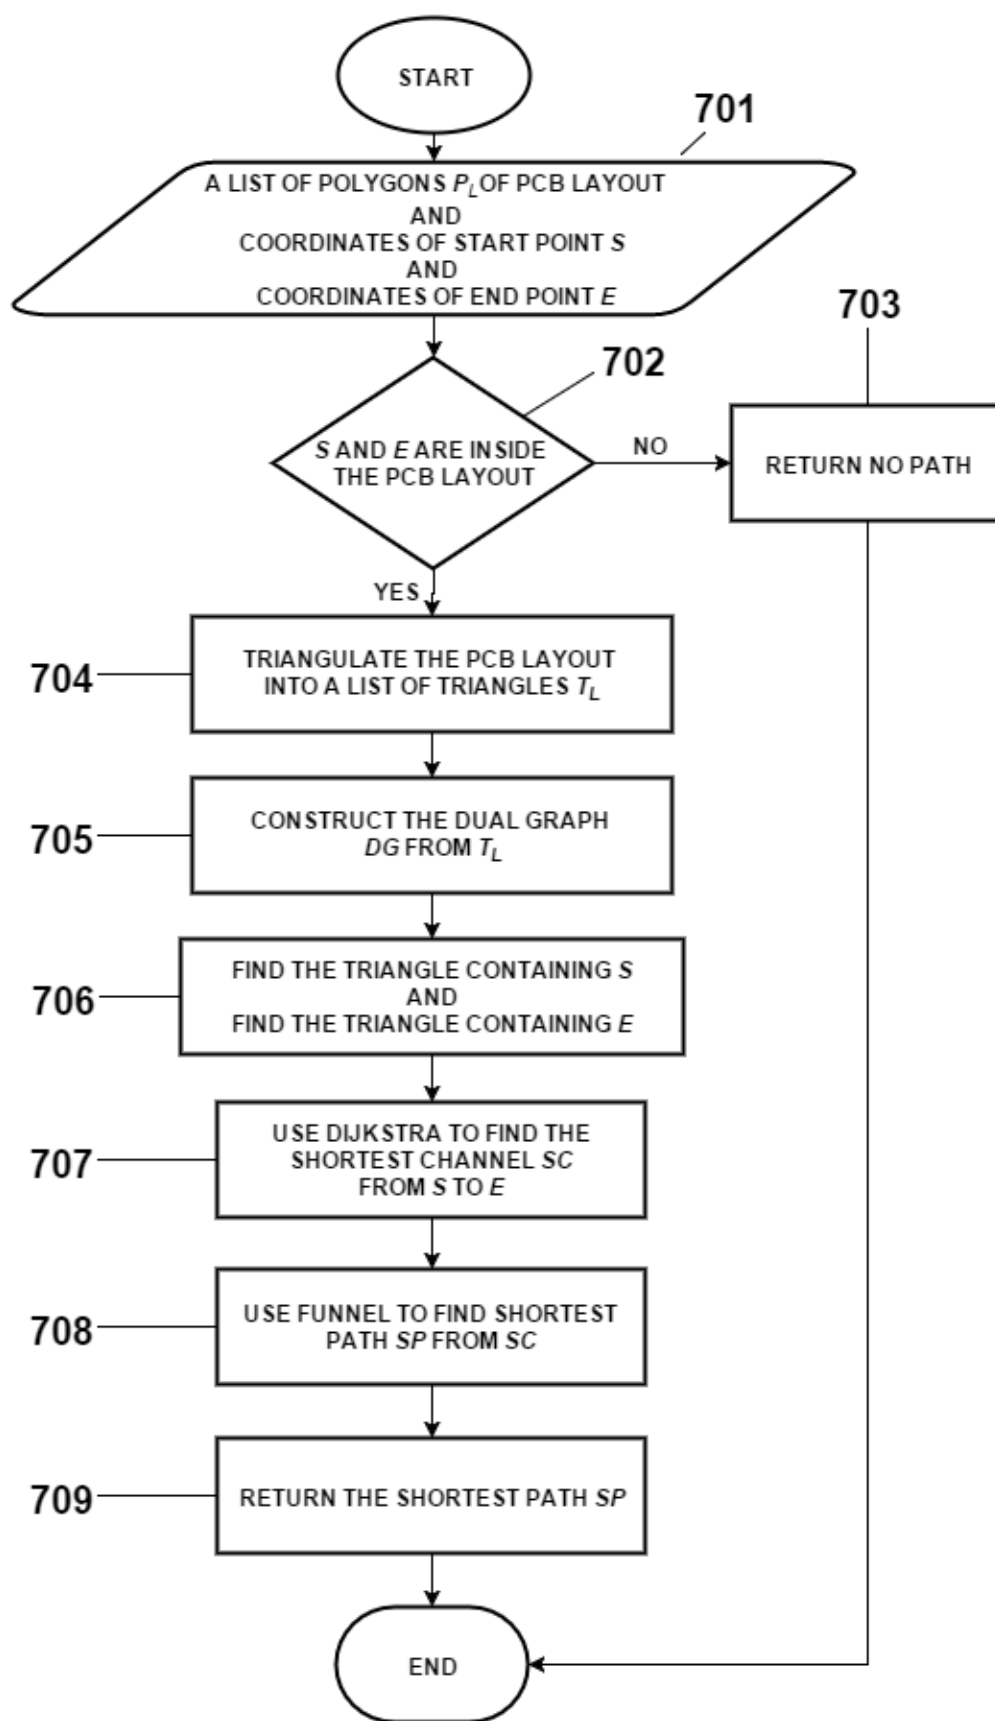 START
701
A LIST OF POLYGONS P_L OF PCB LAYOUT
AND
COORDINATES OF START POINT S
AND
COORDINATES OF END POINT E
703
702
S AND E ARE INSIDE
THE PCB LAYOUT
NO
RETURN NO PATH
YES
704
TRIANGULATE THE PCB LAYOUT
INTO A LIST OF TRIANGLES T_L
705
CONSTRUCT THE DUAL GRAPH
DG FROM T_L
706
FIND THE TRIANGLE CONTAINING S
AND
FIND THE TRIANGLE CONTAINING E
707
USE DIJKSTRA TO FIND THE
SHORTEST CHANNEL SC
FROM S TO E
708
USE FUNNEL TO FIND SHORTEST
PATH SP FROM SC
709
RETURN THE SHORTEST PATH SP
END